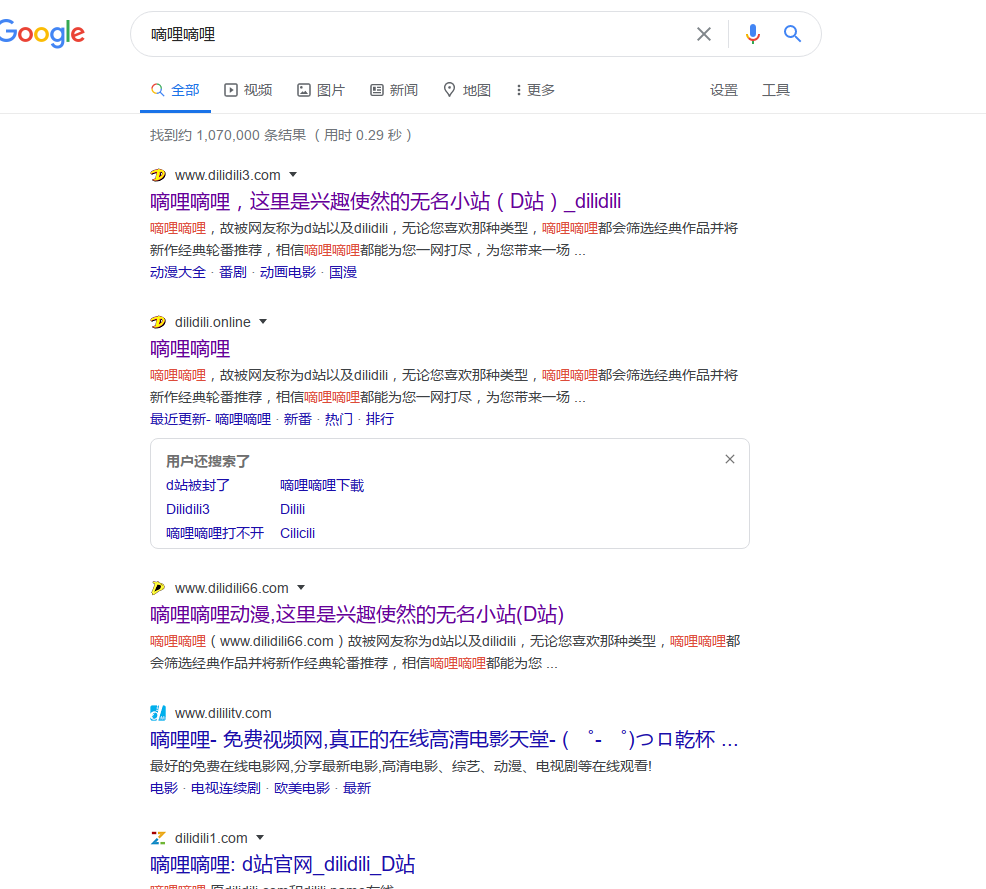 Google
嘀哩嘀哩
全部 视频 图片 新闻 地图 更多 设置 工具
找到约 1,070,000 条结果 （用时 0.29 秒）
www.dilidili3.com
嘀哩嘀哩，这里是兴趣使然的无名小站（D站）_dilidili
嘀哩嘀哩，故被网友称为d站以及dilidili，无论您喜欢那种类型，嘀哩嘀哩都会筛选经典作品并将
新作经典轮番推荐，相信嘀哩嘀哩都能为您一网打尽，为您带来一场 ...
动漫大全 · 番剧 · 动画电影 · 国漫
dilidili.online
嘀哩嘀哩
嘀哩嘀哩，故被网友称为d站以及dilidili，无论您喜欢那种类型，嘀哩嘀哩都会筛选经典作品并将
新作经典轮番推荐，相信嘀哩嘀哩都能为您一网打尽，为您带来一场 ...
最近更新- 嘀哩嘀哩 · 新番 · 热门 · 排行
用户还搜索了
d站被封了 嘀哩嘀哩下載
Dilidili3 Dilili
嘀哩嘀哩打不开 Cilicili
www.dilidili66.com
嘀哩嘀哩动漫,这里是兴趣使然的无名小站(D站)
嘀哩嘀哩（www.dilidili66.com）故被网友称为d站以及dilidili，无论您喜欢那种类型，嘀哩嘀哩都
会筛选经典作品并将新作经典轮番推荐，相信嘀哩嘀哩都能为您 ...
www.dililitv.com
嘀哩哩- 免费视频网,真正的在线高清电影天堂- ( ゜- ゜)つロ乾杯 ...
最好的免费在线电影网,分享最新电影,高清电影、综艺、动漫、电视剧等在线观看!
电影 · 电视连续剧 · 欧美电影 · 最新
dilidili1.com
嘀哩嘀哩: d站官网_dilidili_D站